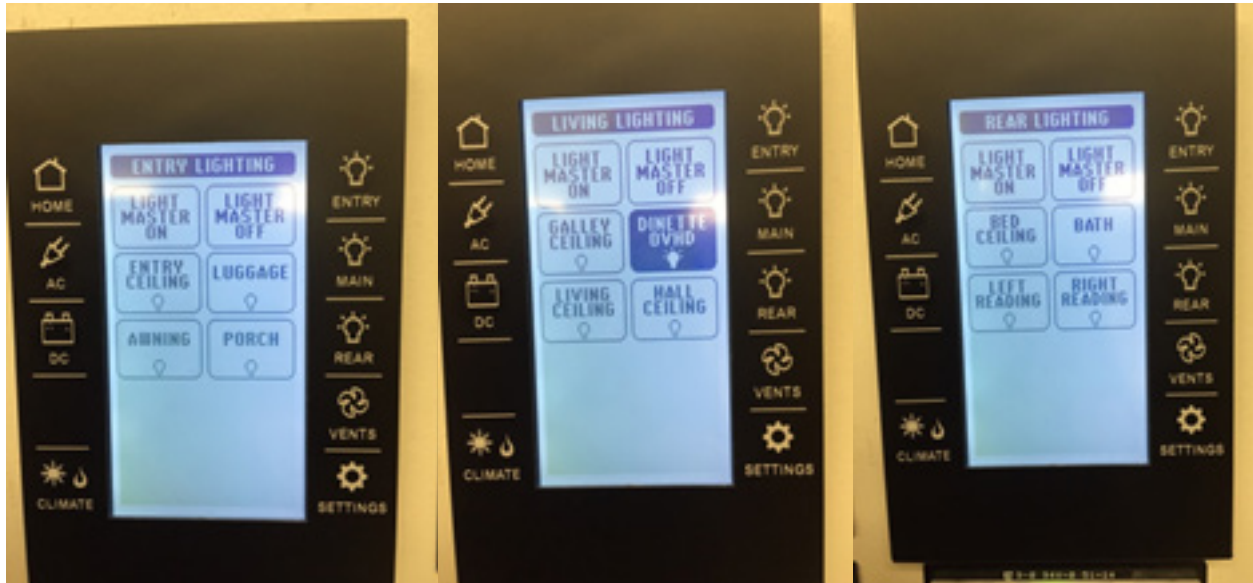 ENTRY LIGHTING
LIGHT
MASTER
ON
LIGHT
MASTER
OFF
ENTRY
CEILING
LUGGAGE
AWNING
PORCH
HOME
AC
DC
CLIMATE
ENTRY
MAIN
REAR
VENTS
SETTINGS
LIVING LIGHTING
LIGHT
MASTER
ON
LIGHT
MASTER
OFF
GALLEY
CEILING
DINETTE
OVHD
LIVING
CEILING
HALL
CEILING
HOME
AC
DC
CLIMATE
ENTRY
MAIN
REAR
VENTS
SETTINGS
REAR LIGHTING
LIGHT
MASTER
ON
LIGHT
MASTER
OFF
BED
CEILING
BATH
LEFT
READING
RIGHT
READING
HOME
AC
DC
CLIMATE
ENTRY
MAIN
REAR
VENTS
SETTINGS